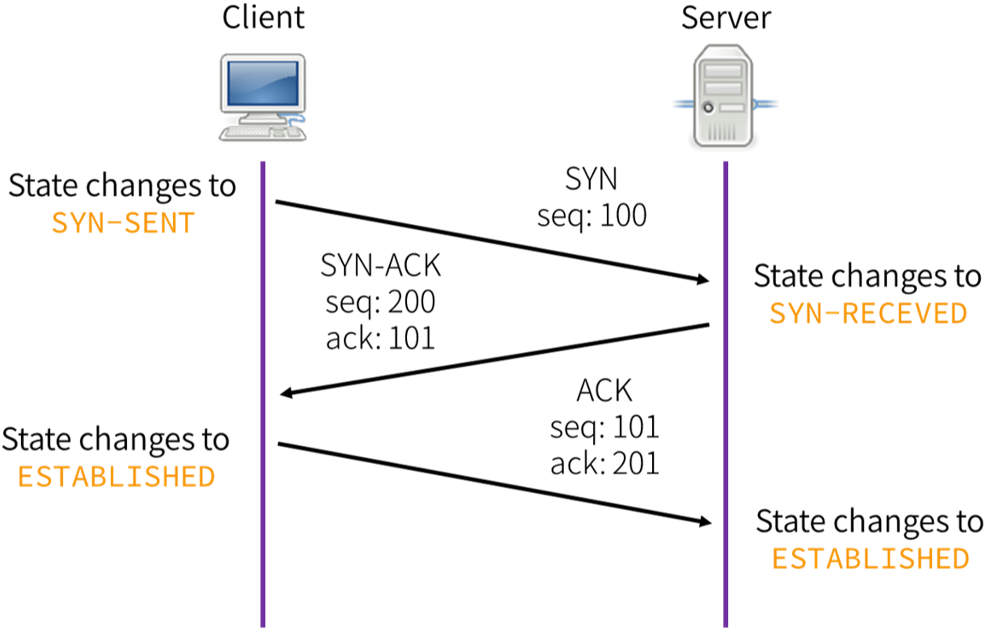 Client
Server
State changes to
SYN-SENT
SYN
seq: 100
SYN-ACK
seq: 200
ack: 101
State changes to
SYN-RECEVED
ACK
seq: 101
ack: 201
State changes to
ESTABLISHED
State changes to
ESTABLISHED